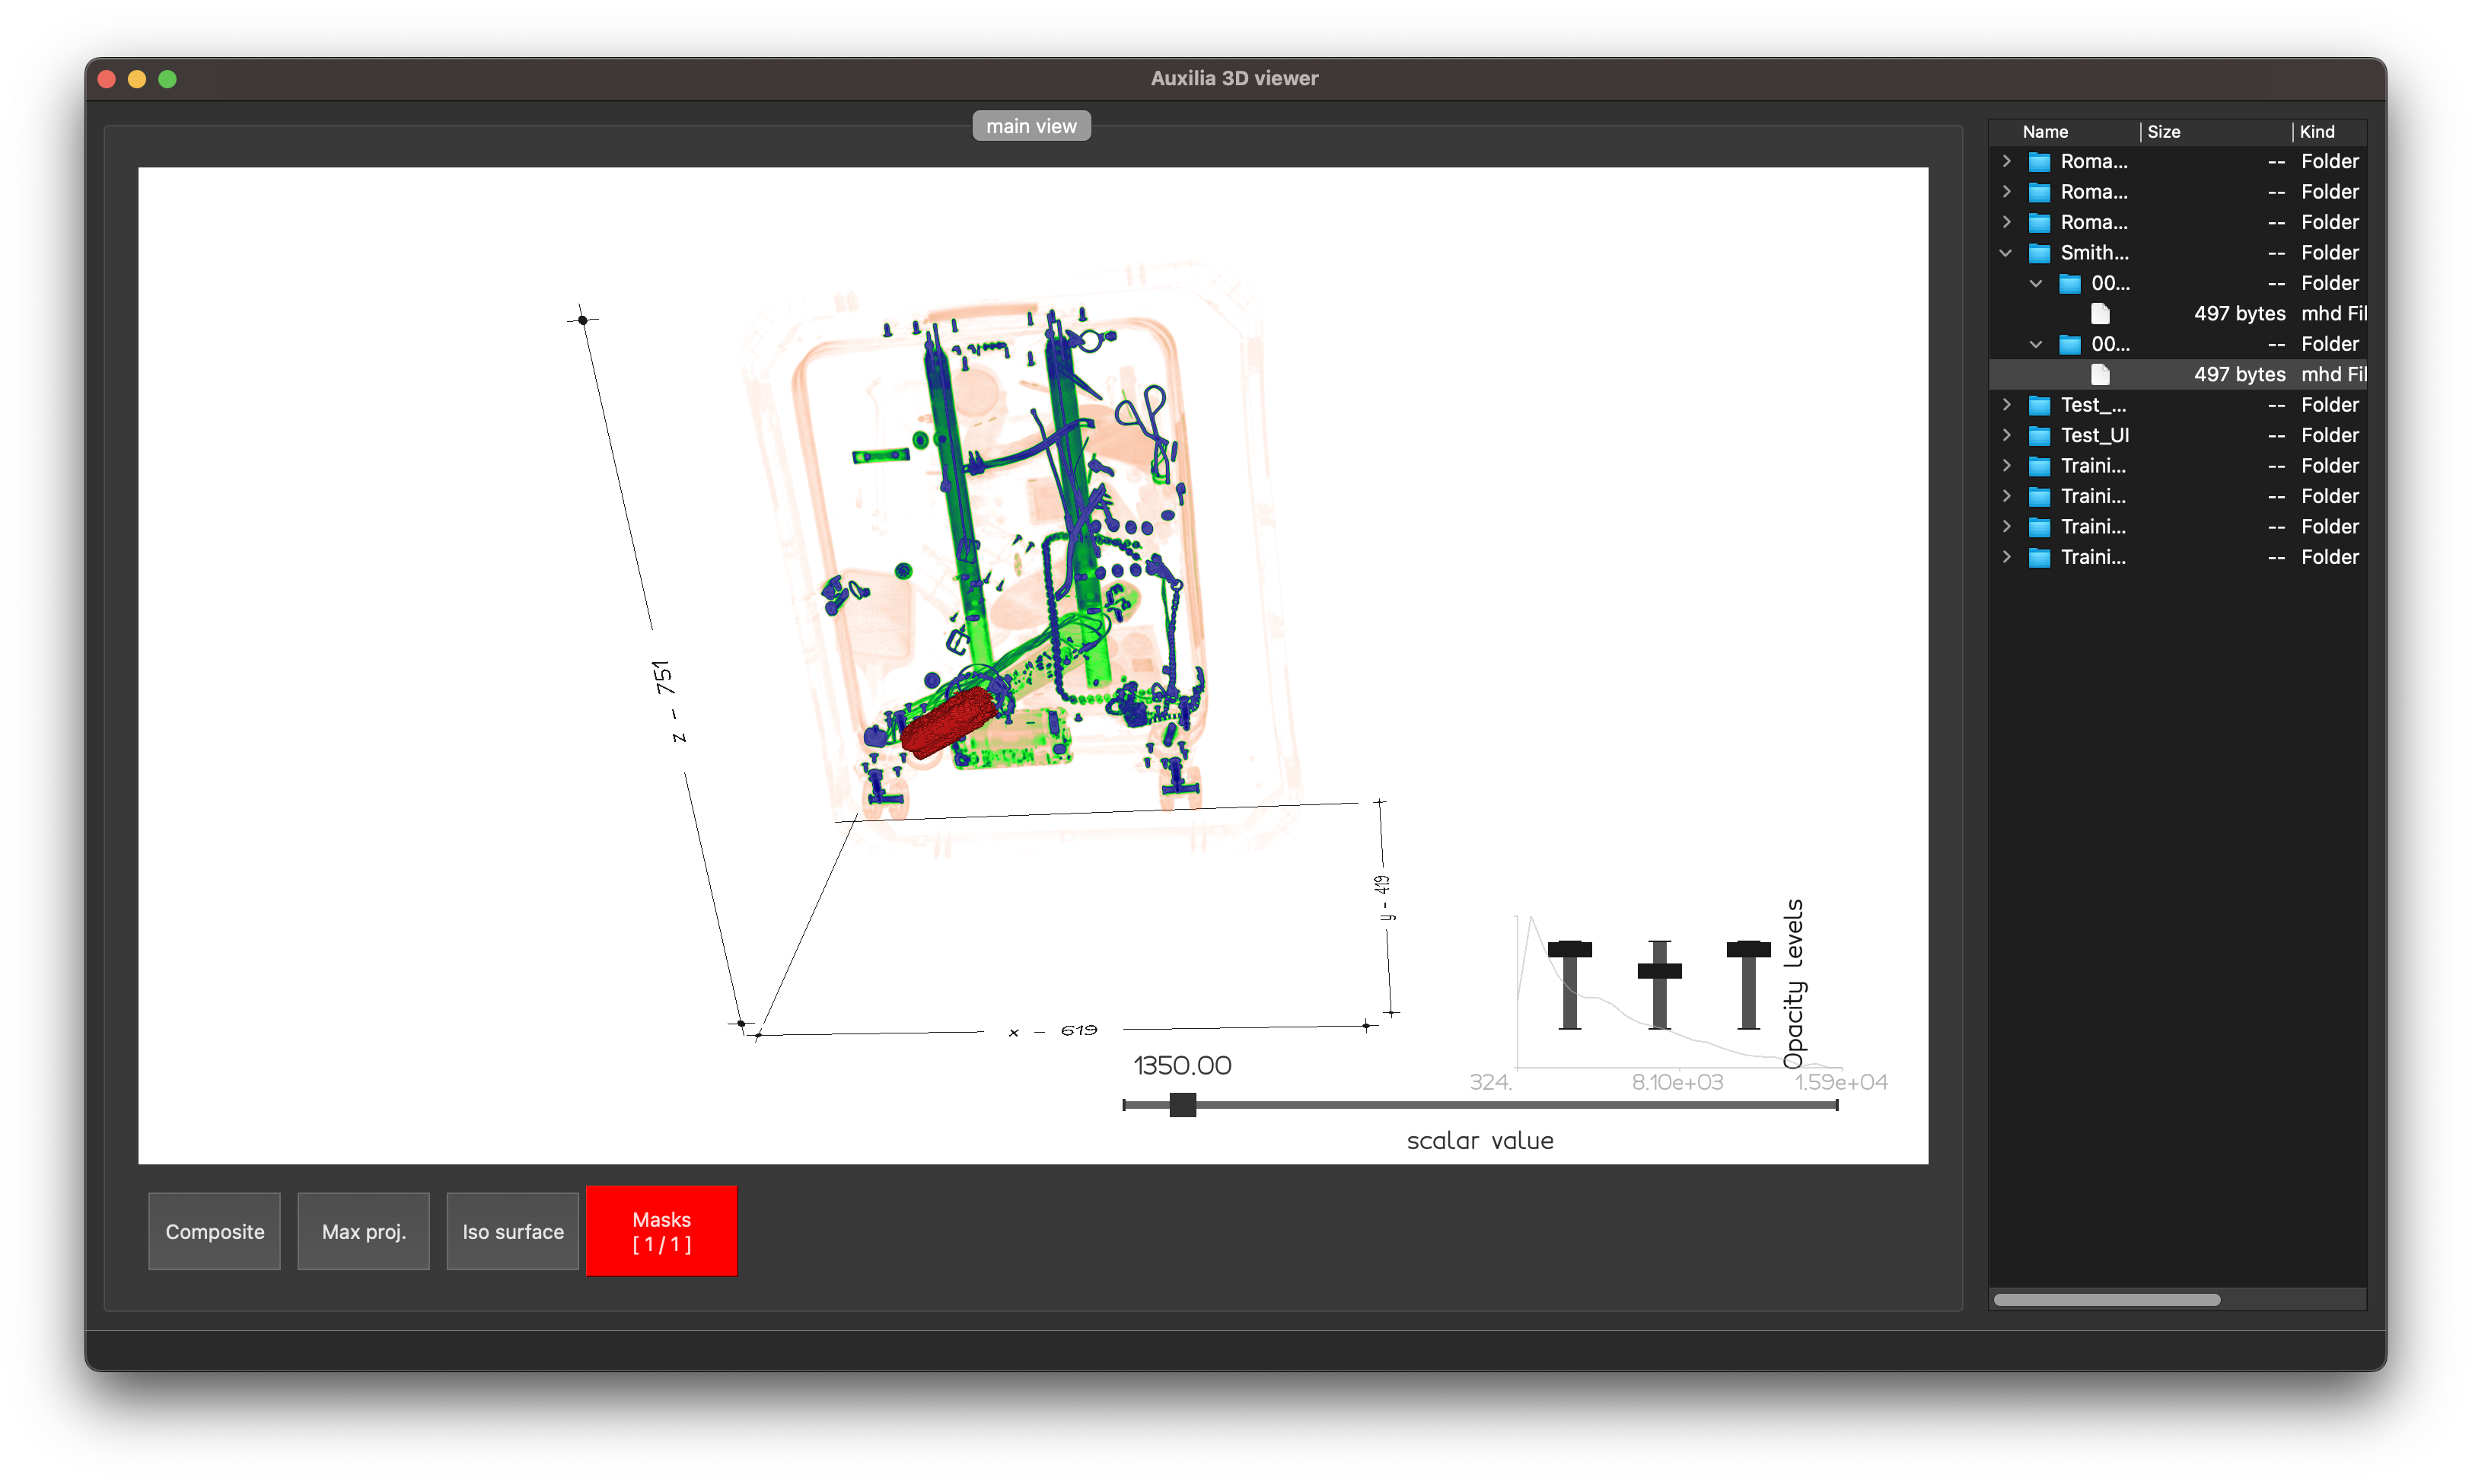 Auxilia 3D viewer
main view
Name Size Kind
Roma... -- Folder
Roma... -- Folder
Roma... -- Folder
Smith... -- Folder
00... -- Folder
497 bytes mhd Fil
00... -- Folder
497 bytes mhd Fil
Test_... -- Folder
Test_UI -- Folder
Traini... -- Folder
Traini... -- Folder
Traini... -- Folder
Traini... -- Folder
z - 751
y - 419
x - 619
Opacity levels
324. 8.10e+03 1.59e+04
1350.00
scalar value
Composite
Max proj.
Iso surface
Masks
[ 1 / 1 ]